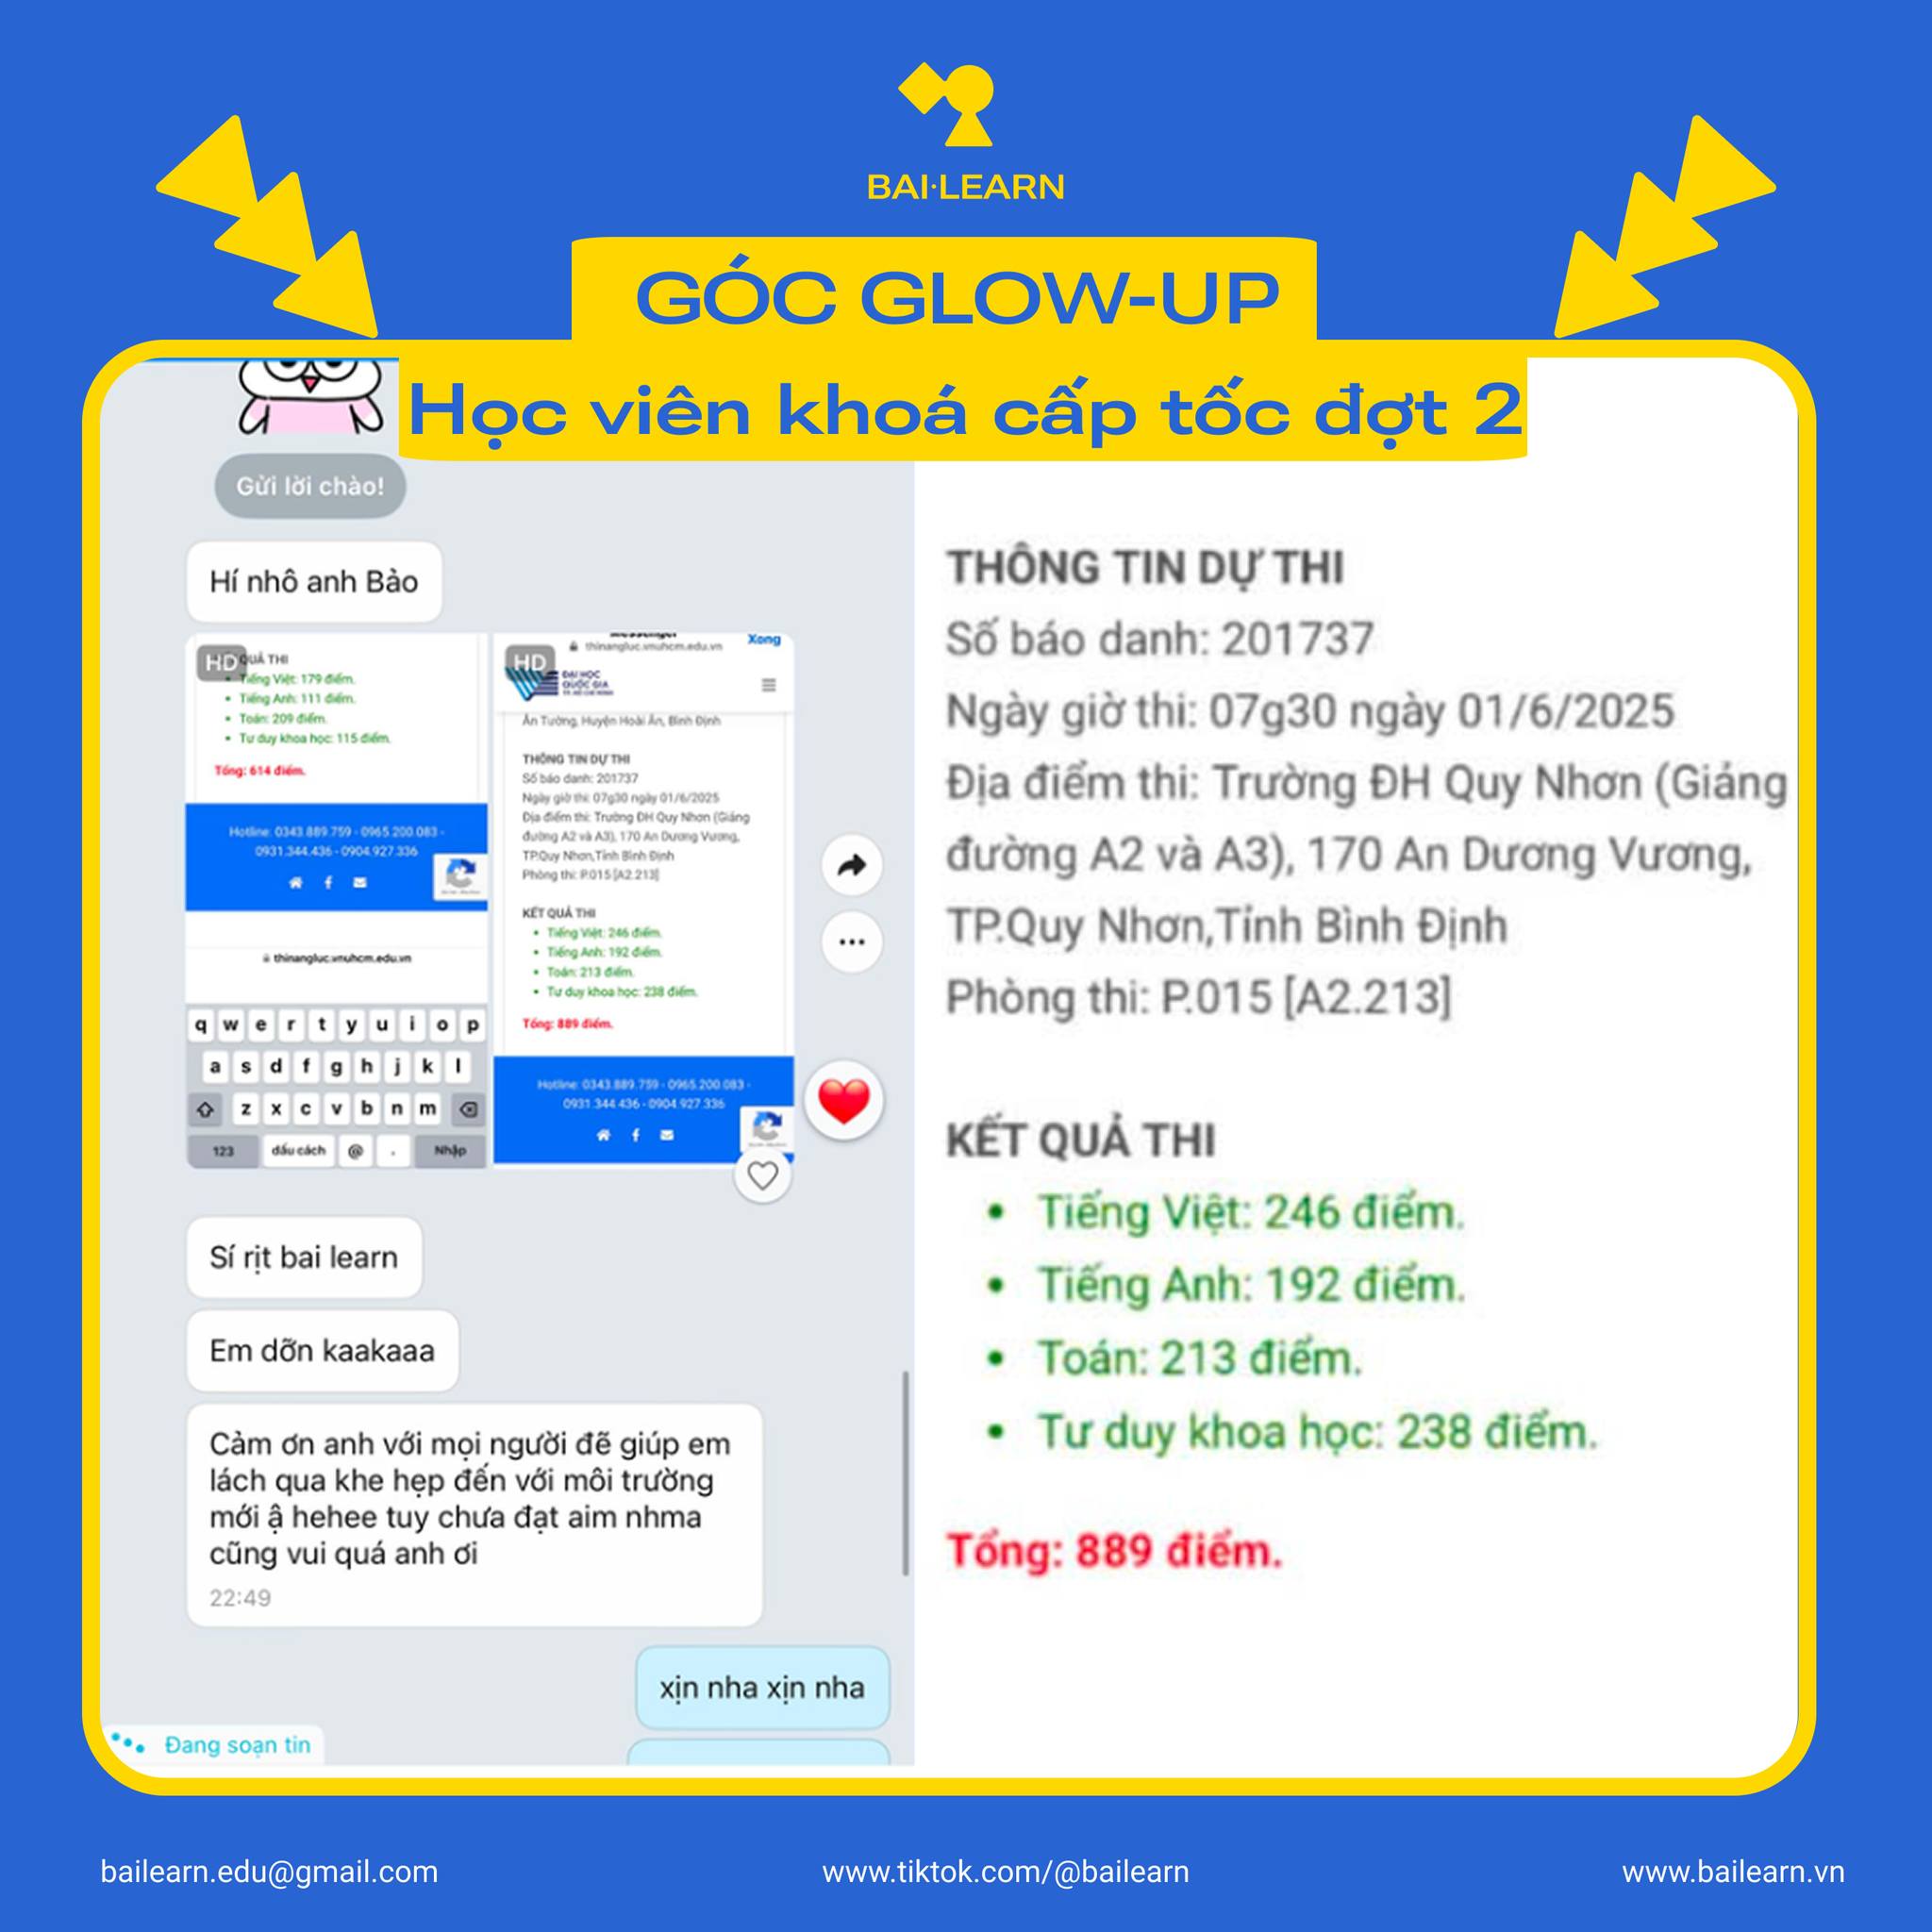 BAI·LEARN
GÓC GLOW-UP
Học viên khoá cấp tốc đợt 2
Gửi lời chào!
Hí nhô anh Bảo
HD
QUẢ THI
Tiếng Việt: 179 điểm.
Tiếng Anh: 111 điểm.
Toán: 209 điểm.
Tư duy khoa học: 115 điểm.
Tổng: 614 điểm.
Hotline: 0343.889.759 - 0965.200.083 -
0931.344.436 - 0904.927.336
thinangluc.vnuhcm.edu.vn
q w e r t y u i o p
a s d f g h j k l
z x c v b n m
123 dấu cách @ . Nhập
Xong
thinangluc.vnuhcm.edu.vn
HD
ĐẠI HỌC
QUỐC GIA
Ân Tường, Huyện Hoài Ân, Bình Định
THÔNG TIN DỰ THI
Số báo danh: 201737
Ngày giờ thi: 07g30 ngày 01/6/2025
Địa điểm thi: Trường ĐH Quy Nhơn (Giảng
đường A2 và A3), 170 An Dương Vương,
TP.Quy Nhơn,Tỉnh Bình Định
Phòng thi: P.015 [A2.213]
KẾT QUẢ THI
Tiếng Việt: 246 điểm.
Tiếng Anh: 192 điểm.
Toán: 213 điểm.
Tư duy khoa học: 238 điểm.
Tổng: 889 điểm.
Hotline: 0343.889.759 - 0965.200.083 -
0931.344.436 - 0904.927.336
Sí rịt bai learn
Em dỡn kaakaaa
Cảm ơn anh với mọi người đẽ giúp em
lách qua khe hẹp đến với môi trường
mới ậ hehee tuy chưa đạt aim nhma
cũng vui quá anh ơi
22:49
xịn nha xịn nha
Đang soạn tin
THÔNG TIN DỰ THI
Số báo danh: 201737
Ngày giờ thi: 07g30 ngày 01/6/2025
Địa điểm thi: Trường ĐH Quy Nhơn (Giảng
đường A2 và A3), 170 An Dương Vương,
TP.Quy Nhơn,Tỉnh Bình Định
Phòng thi: P.015 [A2.213]
KẾT QUẢ THI
Tiếng Việt: 246 điểm.
Tiếng Anh: 192 điểm.
Toán: 213 điểm.
Tư duy khoa học: 238 điểm.
Tổng: 889 điểm.
bailearn.edu@gmail.com
www.tiktok.com/@bailearn
www.bailearn.vn